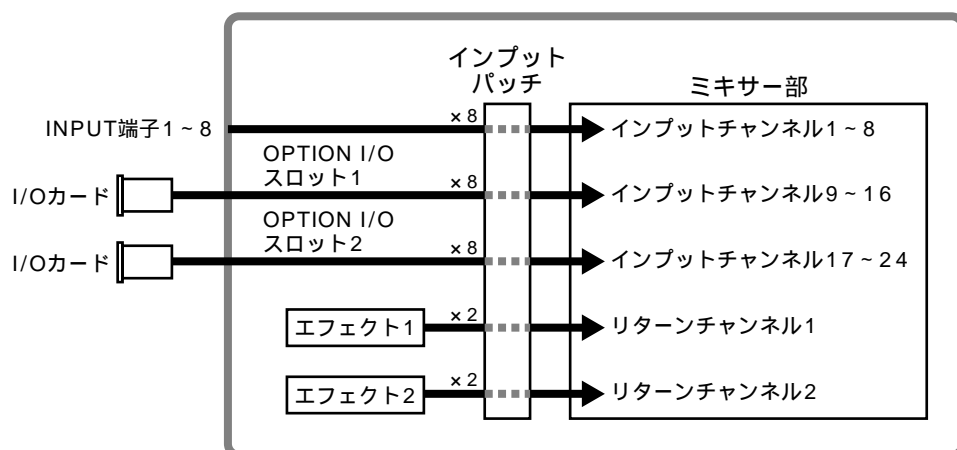 インプット
パッチ
ミキサー部
INPUT端子1~8
×8
インプットチャンネル1~8
OPTION I/O
スロット1
I/Oカード
×8
インプットチャンネル9~16
OPTION I/O
スロット2
I/Oカード
×8
インプットチャンネル17~24
エフェクト1
×2
リターンチャンネル1
エフェクト2
×2
リターンチャンネル2